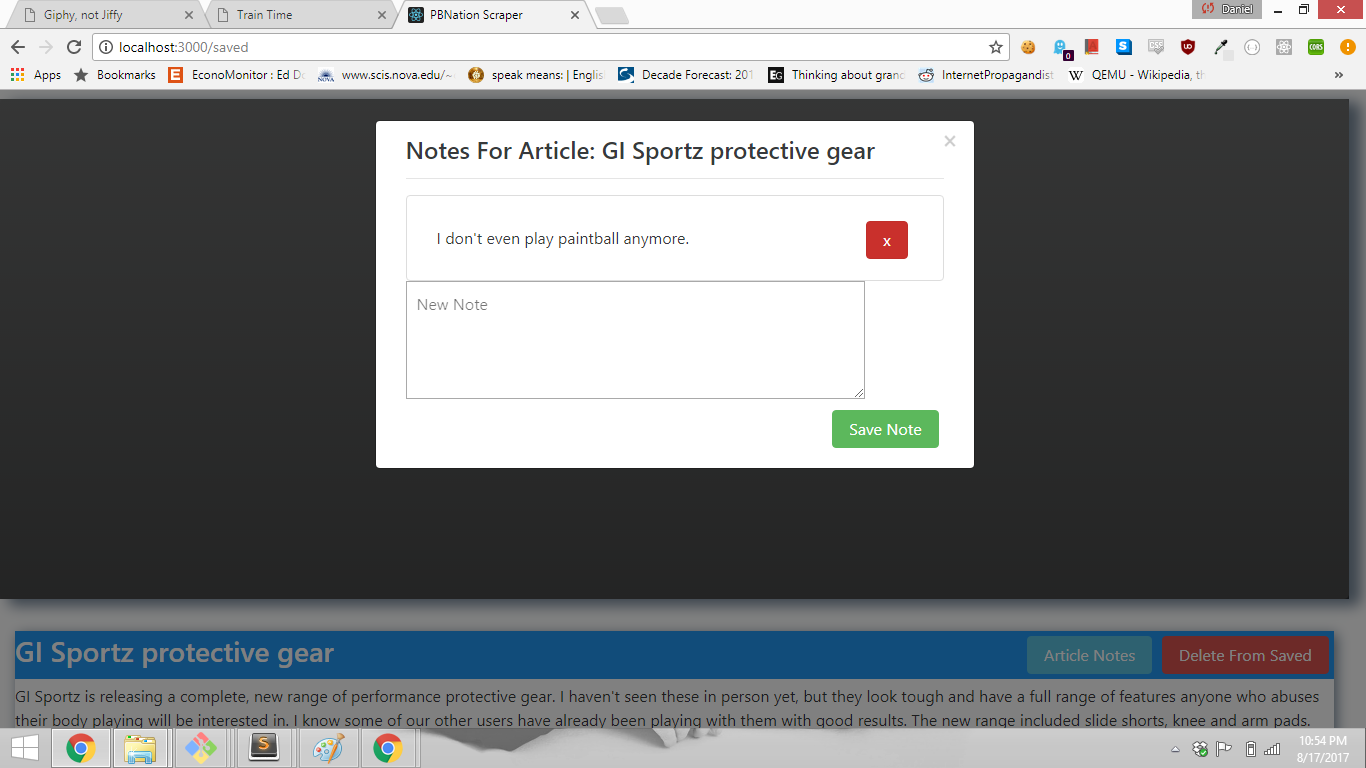 Giphy, not Jiffy
Train Time
PBNation Scraper
Daniel
localhost:3000/saved
Apps
Bookmarks
EconoMonitor : Ed
www.scis.nova.edu/~
speak means: | Englis
Decade Forecast: 201
Thinking about gran
InternetPropagandist
QEMU - Wikipedia, t
Notes For Article: GI Sportz protective gear
×
I don't even play paintball anymore.
x
New Note
Save Note
GI Sportz protective gear
Article Notes
Delete From Saved
GI Sportz is releasing a complete, new range of performance protective gear. I haven't seen these in person yet, but they look tough and have a full range of features anyone who abuses
their body playing will be interested in. I know some of our other users have already been playing with them with good results. The new range included slide shorts, knee and arm pads.
10:54 PM
8/17/2017